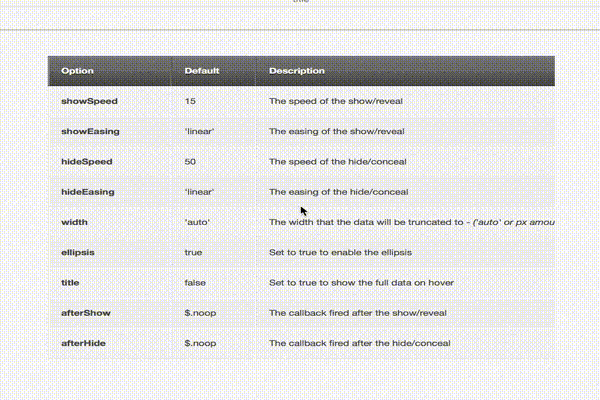 title
Option Default Description
showSpeed 15 The speed of the show/reveal
showEasing 'linear' The easing of the show/reveal
hideSpeed 50 The speed of the hide/conceal
hideEasing 'linear' The easing of the hide/conceal
width 'auto' The width that the data will be truncated to - ('auto' or px amou
ellipsis true Set to true to enable the ellipsis
title false Set to true to show the full data on hover
afterShow $.noop The callback fired after the show/reveal
afterHide $.noop The callback fired after the hide/conceal